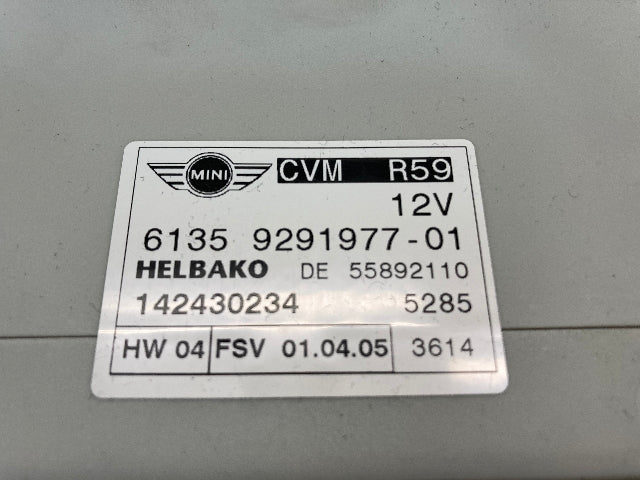 MINI CVM R59
12V
6135 9291977-01
HELBAKO DE 55892110
142430234 5285
HW 04 FSV 01.04.05 3614